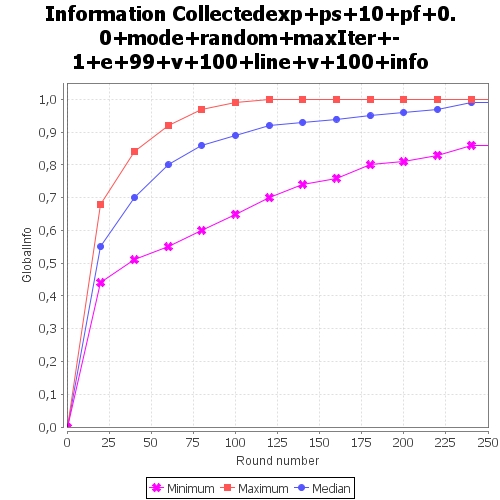 Information Collectedexp+ps+10+pf+0.
0+mode+random+maxIter+-
1+e+99+v+100+line+v+100+info
GlobalInfo
1,0
0,9
0,8
0,7
0,6
0,5
0,4
0,3
0,2
0,1
0,0
0 25 50 75 100 125 150 175 200 225 250
Round number
Minimum Maximum Median